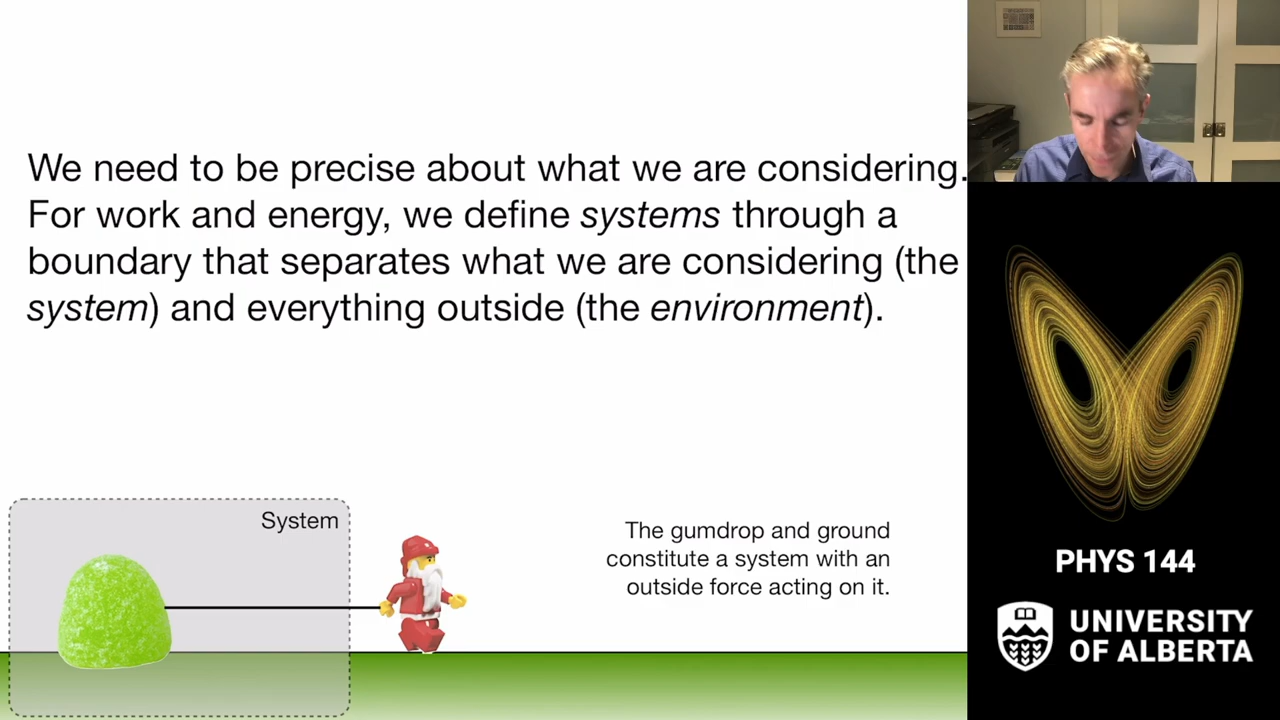 We need to be precise about what we are considering.
For work and energy, we define systems through a
boundary that separates what we are considering (the
system) and everything outside (the environment).
System
The gumdrop and ground
constitute a system with an
outside force acting on it.
PHYS 144
UNIVERSITY
OF ALBERTA